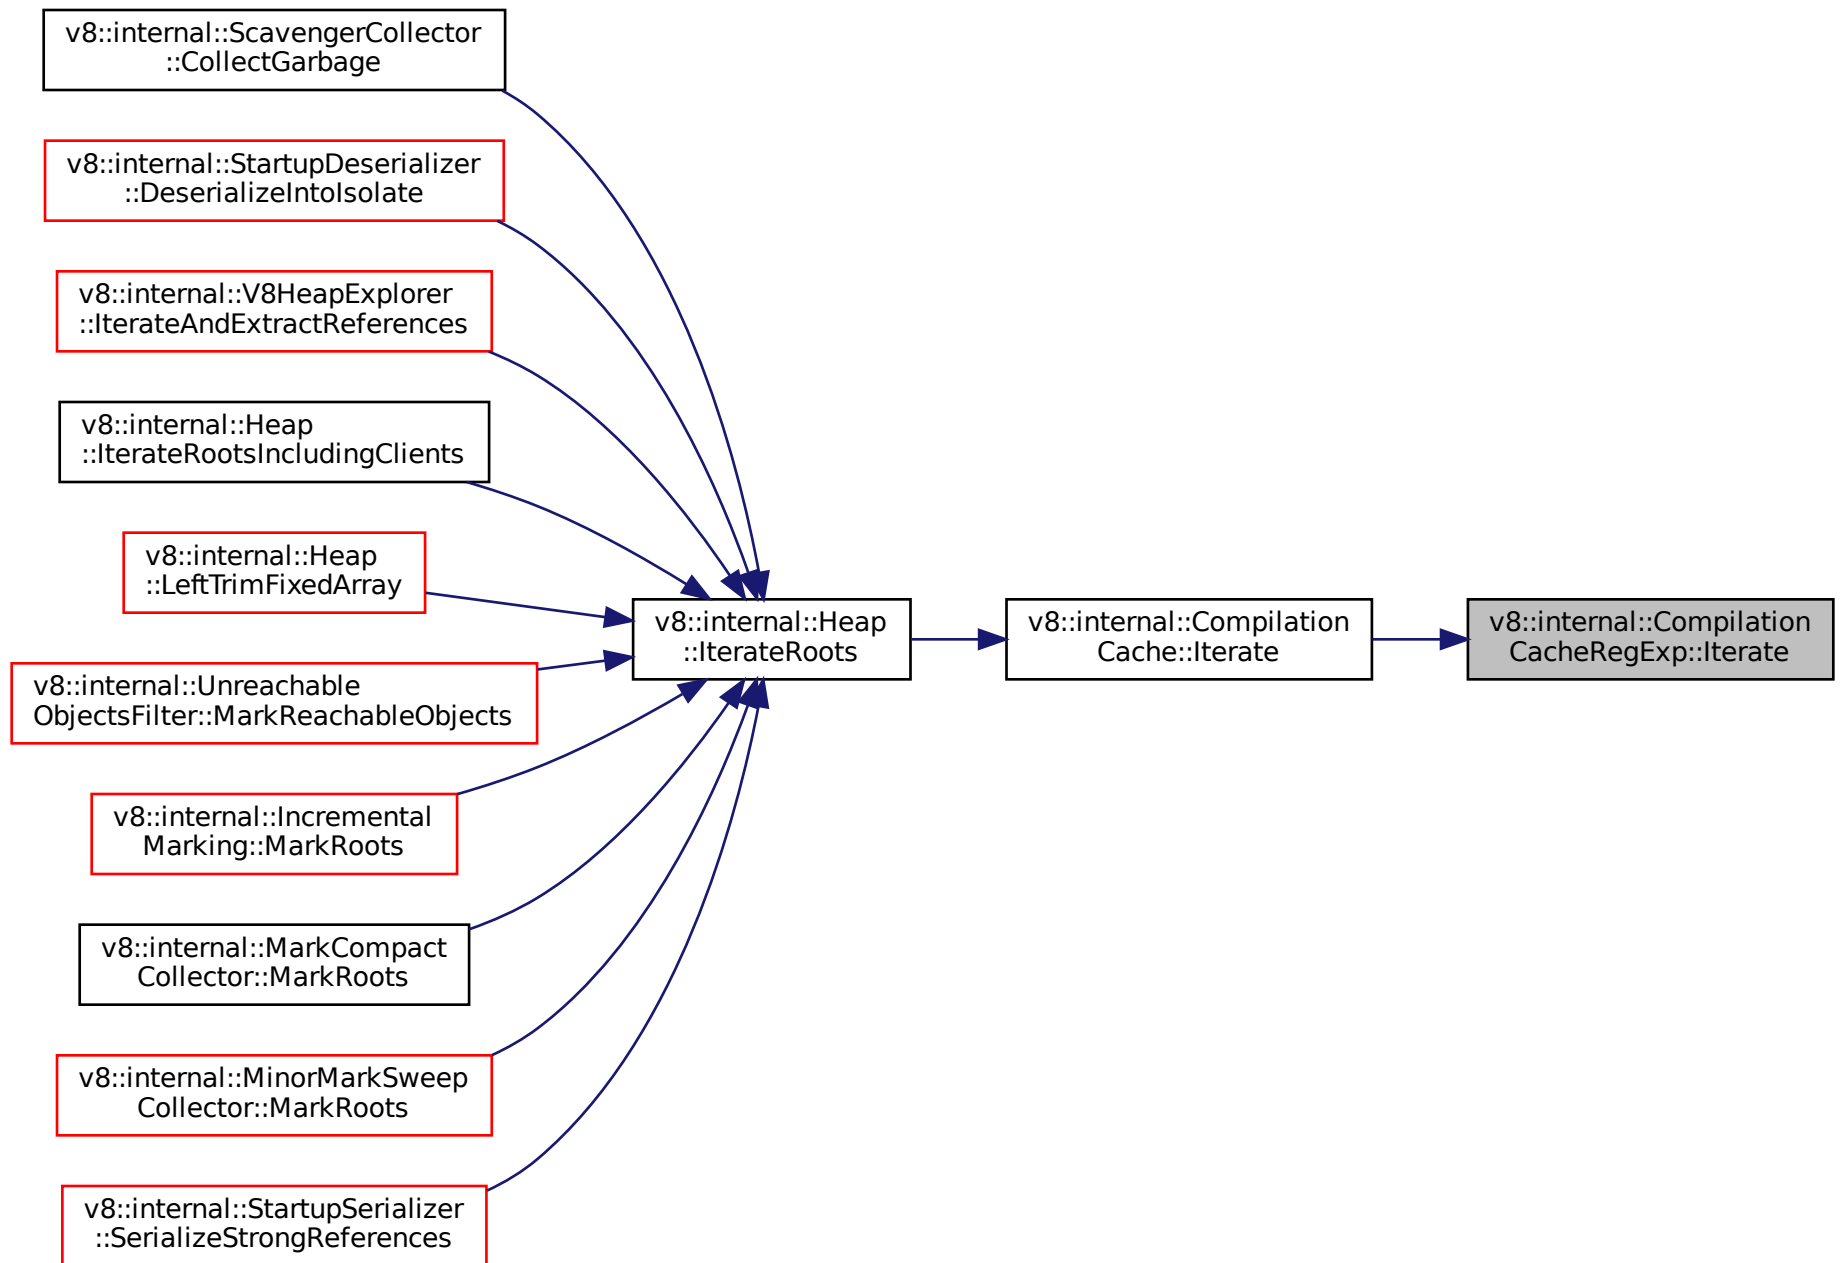 v8::internal::ScavengerCollector
::CollectGarbage
v8::internal::StartupDeserializer
::DeserializeIntoIsolate
v8::internal::V8HeapExplorer
::IterateAndExtractReferences
v8::internal::Heap
::IterateRootsIncludingClients
v8::internal::Heap
::LeftTrimFixedArray
v8::internal::Unreachable
ObjectsFilter::MarkReachableObjects
v8::internal::Incremental
Marking::MarkRoots
v8::internal::MarkCompact
Collector::MarkRoots
v8::internal::MinorMarkSweep
Collector::MarkRoots
v8::internal::StartupSerializer
::SerializeStrongReferences
v8::internal::Heap
::IterateRoots
v8::internal::Compilation
Cache::Iterate
v8::internal::Compilation
CacheRegExp::Iterate